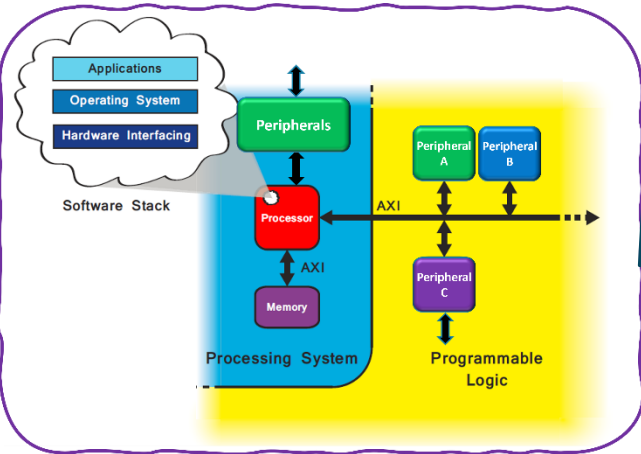 Applications
Operating System
Hardware Interfacing
Software Stack
Peripherals
Processor
AXI
Memory
Processing System
AXI
Peripheral
A
Peripheral
B
Peripheral
C
Programmable
Logic